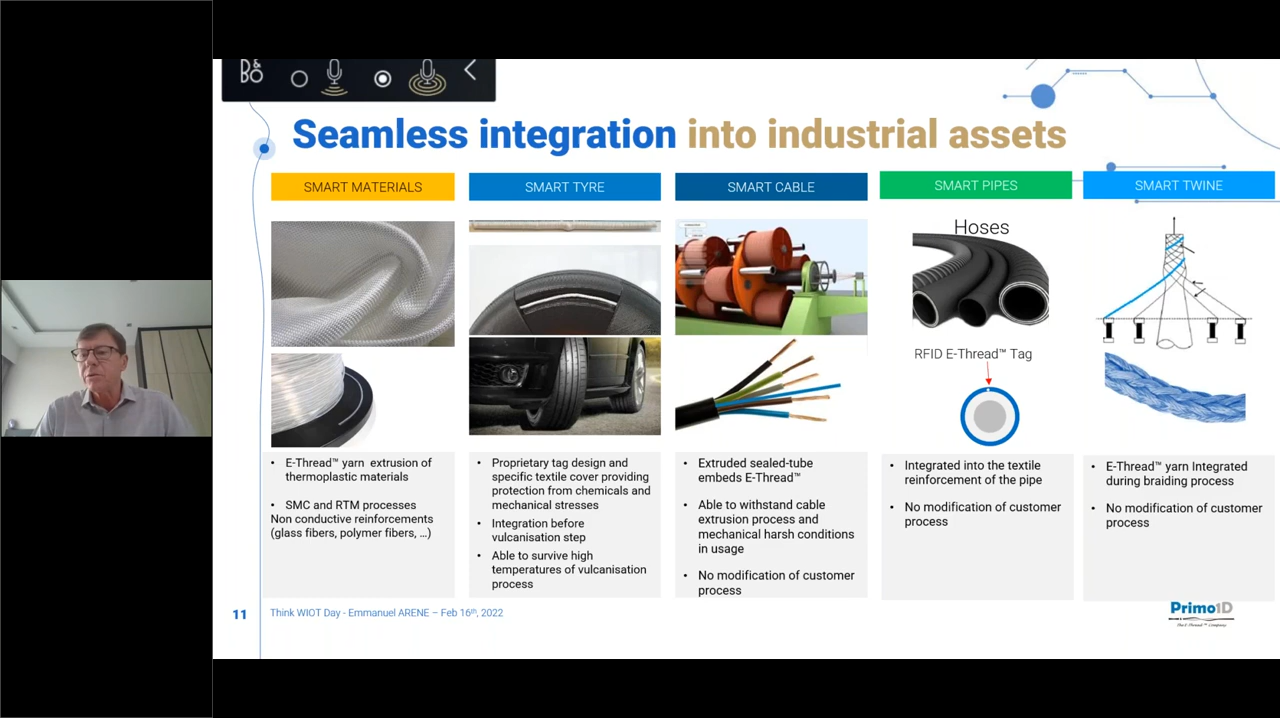 B&O
Seamless integration into industrial assets
SMART MATERIALS
SMART TYRE
SMART CABLE
SMART PIPES
SMART TWINE
Hoses
RFID E-Thread™ Tag
• E-Thread™ yarn extrusion of
thermoplastic materials
• SMC and RTM processes
Non conductive reinforcements
(glass fibers, polymer fibers, …)
• Proprietary tag design and
specific textile cover providing
protection from chemicals and
mechanical stresses
• Integration before
vulcanisation step
• Able to survive high
temperatures of vulcanisation
process
• Extruded sealed-tube
embeds E-Thread™
• Able to withstand cable
extrusion process and
mechanical harsh conditions
in usage
• No modification of customer
process
• Integrated into the textile
reinforcement of the pipe
• No modification of customer
process
• E-Thread™ yarn Integrated
during braiding process
• No modification of customer
process
11
Think WIOT Day - Emmanuel ARENE – Feb 16th, 2022
Primo1D
The E-Thread™ Company